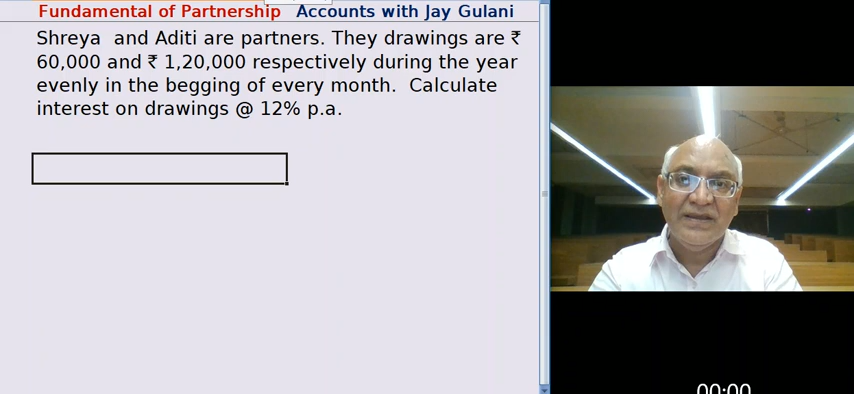 Fundamental of Partnership Accounts with Jay Gulani
Shreya and Aditi are partners. They drawings are ₹
60,000 and ₹ 1,20,000 respectively during the year
evenly in the begging of every month. Calculate
interest on drawings @ 12% p.a.
00:00